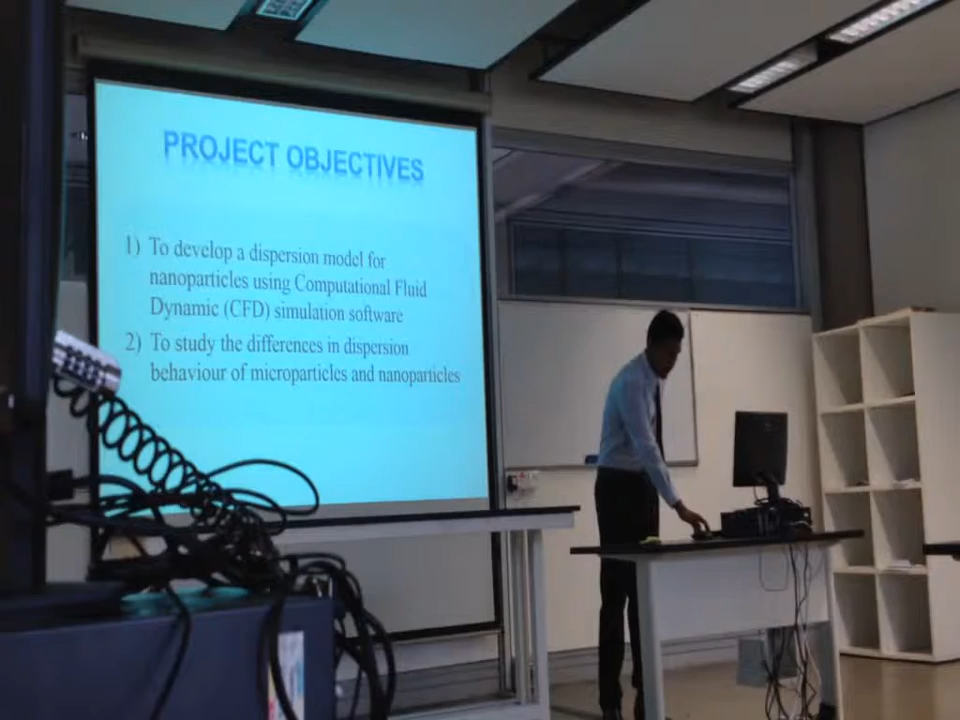 PROJECT OBJECTIVES
1) To develop a dispersion model for
nanoparticles using Computational Fluid
Dynamic (CFD) simulation software
2) To study the differences in dispersion
behaviour of microparticles and nanoparticles